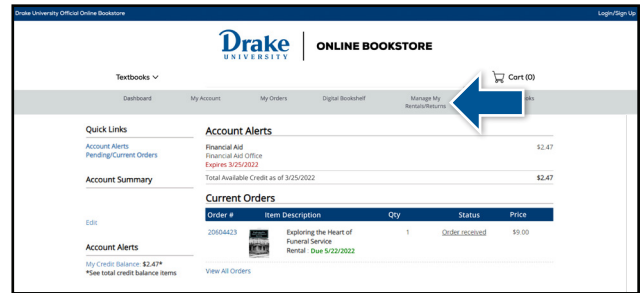 Drake University Official Online Bookstore
Login/Sign Up
Drake
UNIVERSITY
ONLINE BOOKSTORE
Textbooks
Cart (0)
Dashboard
My Account
My Orders
Digital Bookshelf
Manage My
Rentals/Returns
Quick Links
Account Alerts
Pending/Current Orders
Account Summary
Edit
Account Alerts
My Credit Balance: $2.47*
*See total credit balance items
Account Alerts
Financial Aid
$2.47
Financial Aid Office
Expires 3/25/2022
Total Available Credit as of 3/25/2022
$2.47
Current Orders
Order # Item Description Qty Status Price
20604423 Exploring the Heart of 1 Order received $9.00
Funeral Service
Rental : Due 5/22/2022
View All Orders